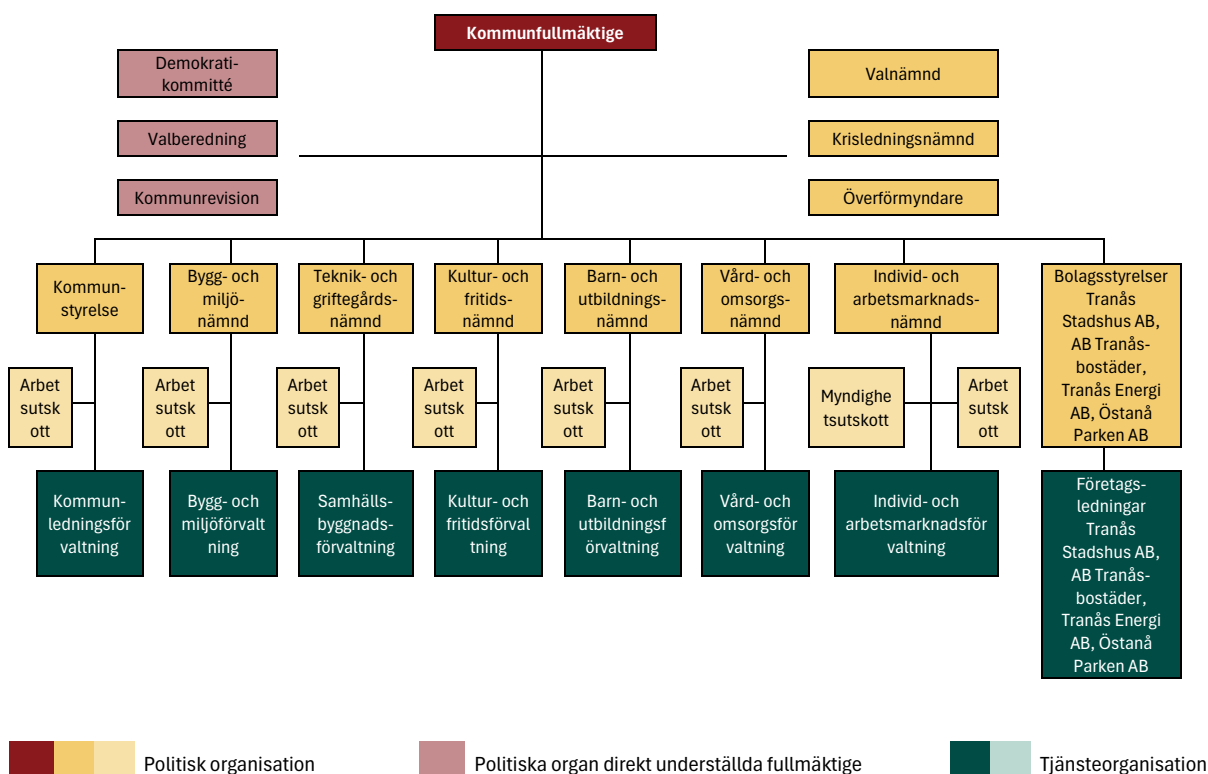 Kommunfullmäktige
Demokrati-
kommitté
Valberedning
Kommunrevision
Valnämnd
Krisledningsnämnd
Överförmyndare
Kommun-
styrelse
Bygg- och
miljö-
nämnd
Teknik- och
griftegårds-
nämnd
Kultur- och
fritids-
nämnd
Barn- och
utbildnings-
nämnd
Vård- och
omsorgs-
nämnd
Individ- och
arbetsmarknads-
nämnd
Bolagsstyrelser
Tranås
Stadshus AB,
AB Tranås-
bostäder,
Tranås Energi
AB, Östanå
Parken AB
Arbet
sutsk
ott
Arbet
sutsk
ott
Arbet
sutsk
ott
Arbet
sutsk
ott
Arbet
sutsk
ott
Arbet
sutsk
ott
Myndighe
tsutskott
Arbet
sutsk
ott
Kommun-
ledningsför
valtning
Bygg- och
miljöförvalt
ning
Samhälls-
byggnads-
förvaltning
Kultur- och
fritidsförval
tning
Barn- och
utbildningsf
örvaltning
Vård- och
omsorgsför
valtning
Individ- och
arbetsmarknadsför
valtning
Företags-
ledningar
Tranås
Stadshus AB,
AB Tranås-
bostäder,
Tranås Energi
AB, Östanå
Parken AB
Politisk organisation
Politiska organ direkt underställda fullmäktige
Tjänsteorganisation